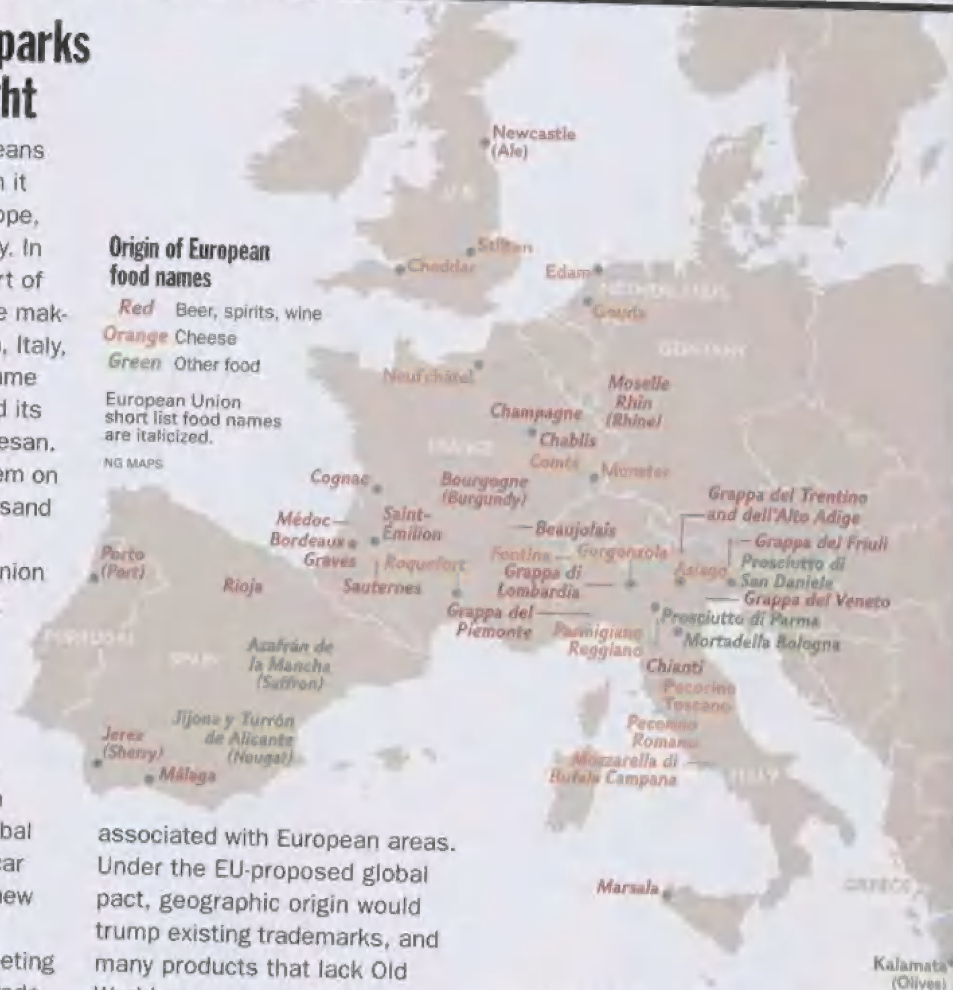 parks
ht
eans
n it
ope,
y. In
rt of
e mak-
, Italy,
ame
d its
esan.
em on
sand
nion
bal
car
new
eting
Origin of European
food names
Red Beer, spirits, wine
Orange Cheese
Green Other food
European Union
short list food names
are italicized.
NG MAPS
Newcastle
(Ale)
U.K.
Stilton
Cheddar
Edam
NETHERLANDS
Gouda
GERMANY
Neufchâtel
Moselle
Rhin
(Rhine)
Champagne
Chablis
FRANCE
Comté
Munster
Cognac
Bourgogne
(Burgundy)
Grappa del Trentino
and dell'Alto Adige
Médoc
Bordeaux
Graves
Saint-
Émilion
Beaujolais
Grappa del Friuli
Roquefort
Fontina
Gorgonzola
Asiago
Prosciutto di
San Daniele
Porto
(Port)
Rioja
Sauternes
Grappa di
Lombardia
Grappa del Veneto
Grappa del
Piemonte
Prosciutto di Parma
PORTUGAL
SPAIN
Azafrán de
la Mancha
(Saffron)
Parmigiano
Reggiano
Mortadella Bologna
Chianti
Pecorino
Toscano
Jijona y Turrón
de Alicante
(Nougat)
Pecorino
Romano
Jerez
(Sherry)
Málaga
Mozzarella di
Bufala Campana
ITALY
Marsala
GREECE
Kalamata
(Olives)
associated with European areas.
Under the EU-proposed global
pact, geographic origin would
trump existing trademarks, and
many products that lack Old